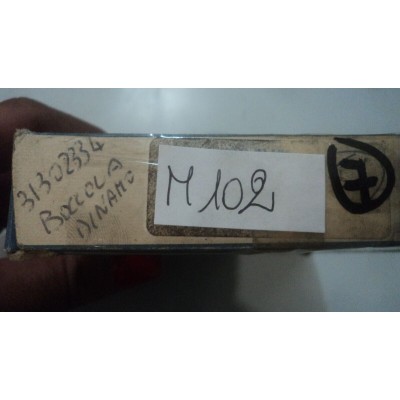 31302334
BOCCOLA
DINAMO
M 102
7